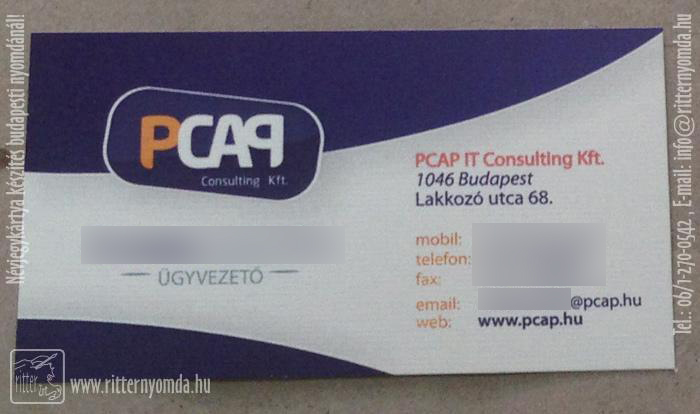 PCAP
Consulting Kft.
ÜGYVEZETŐ
PCAP IT Consulting Kft.
1046 Budapest
Lakkozó utca 68.
mobil:
telefon:
fax:
email: @pcap.hu
web: www.pcap.hu
Névjegykártya készítés budapesti nyomdánál!
Tel.: 06/1-270-0542 E-mail: info@ritternyomda.hu
ritter
www.ritternyomda.hu